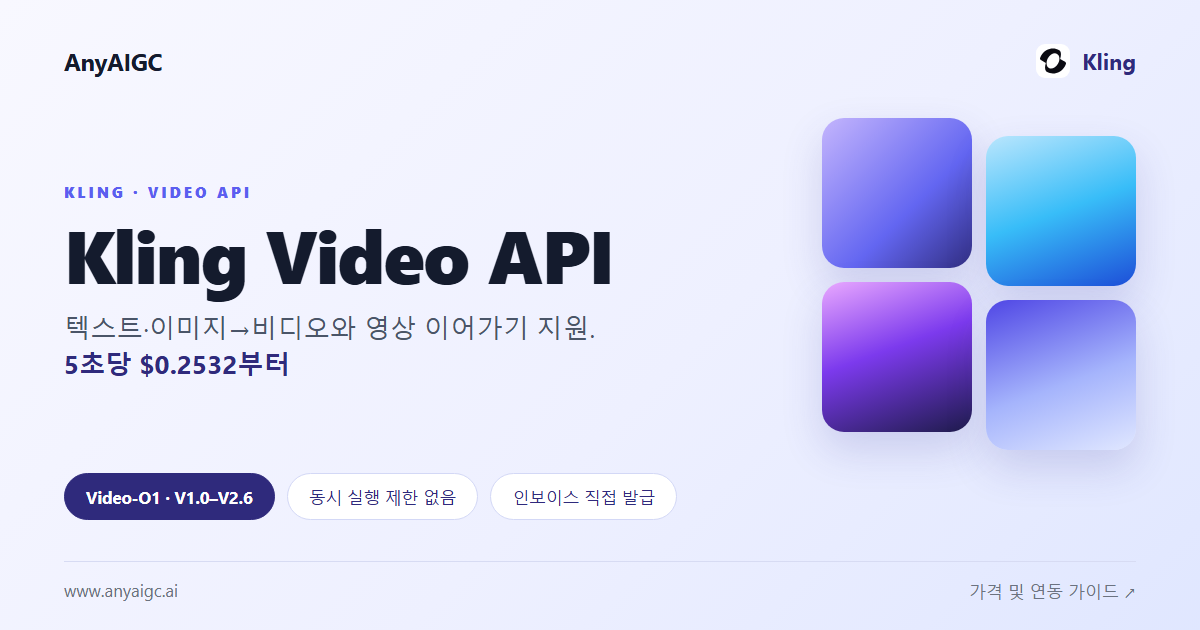 AnyAIGC
Kling
KLING · VIDEO API
Kling Video API
텍스트·이미지→비디오와 영상 이어가기 지원.
5초당 $0.2532부터
Video-O1 · V1.0–V2.6
동시 실행 제한 없음
인보이스 직접 발급
www.anyaigc.ai
가격 및 연동 가이드 ↗